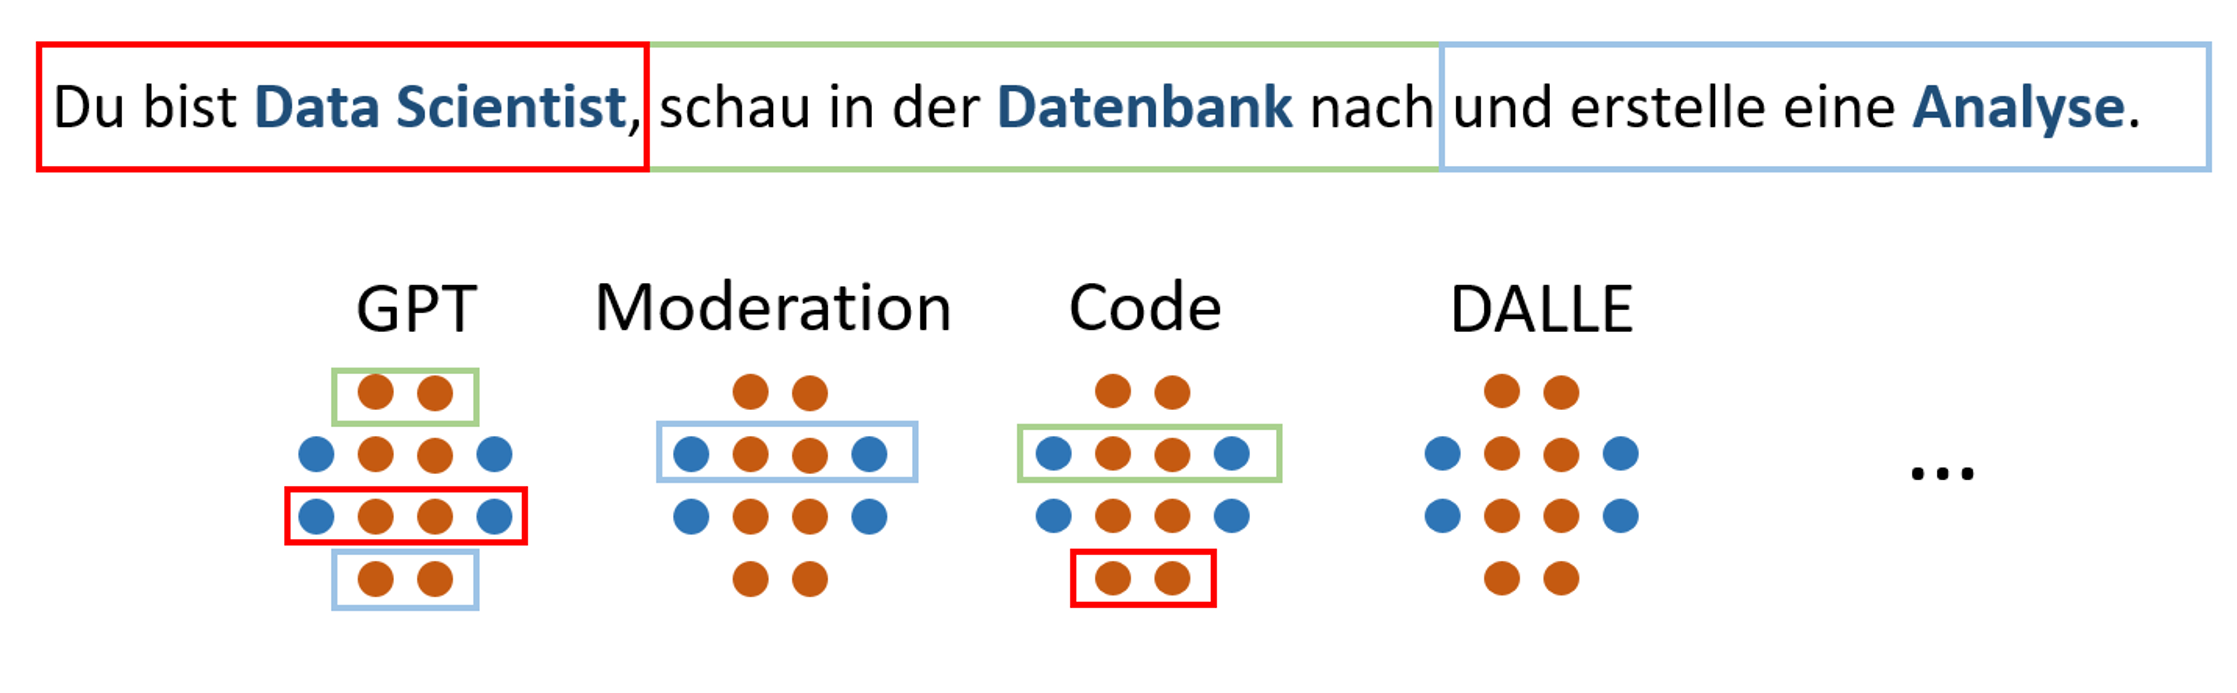 Du bist Data Scientist, schau in der Datenbank nach und erstelle eine Analyse.
GPT Moderation Code DALLE
...